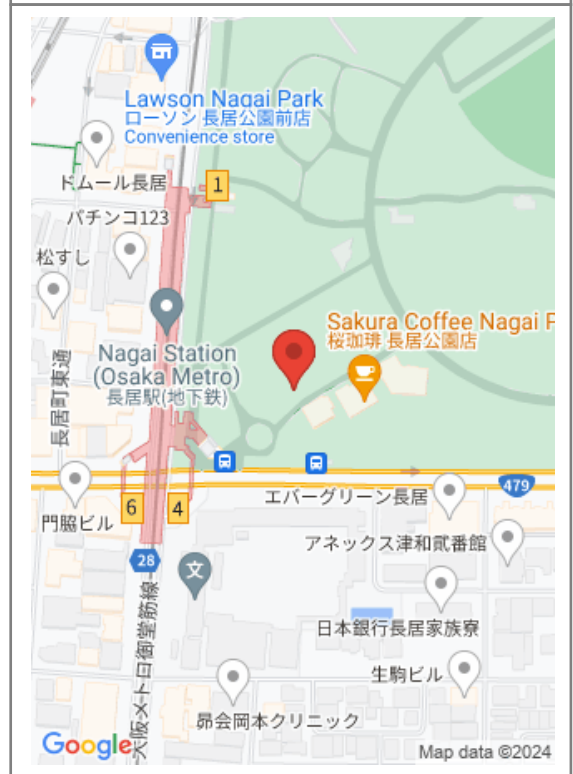 Lawson Nagai Park
ローソン 長居公園前店
Convenience store
ドムール長居
1
パチンコ123
松すし
Nagai Station
(Osaka Metro)
長居駅(地下鉄)
Sakura Coffee Nagai P
桜珈琲 長居公園店
長居町東通
479
エバーグリーン長居
6
4
門脇ビル
アネックス津和貮番館
28
文
日本銀行長居家族寮
生駒ビル
大阪メトロ御堂筋線
昴会岡本クリニック
Google
Map data ©2024